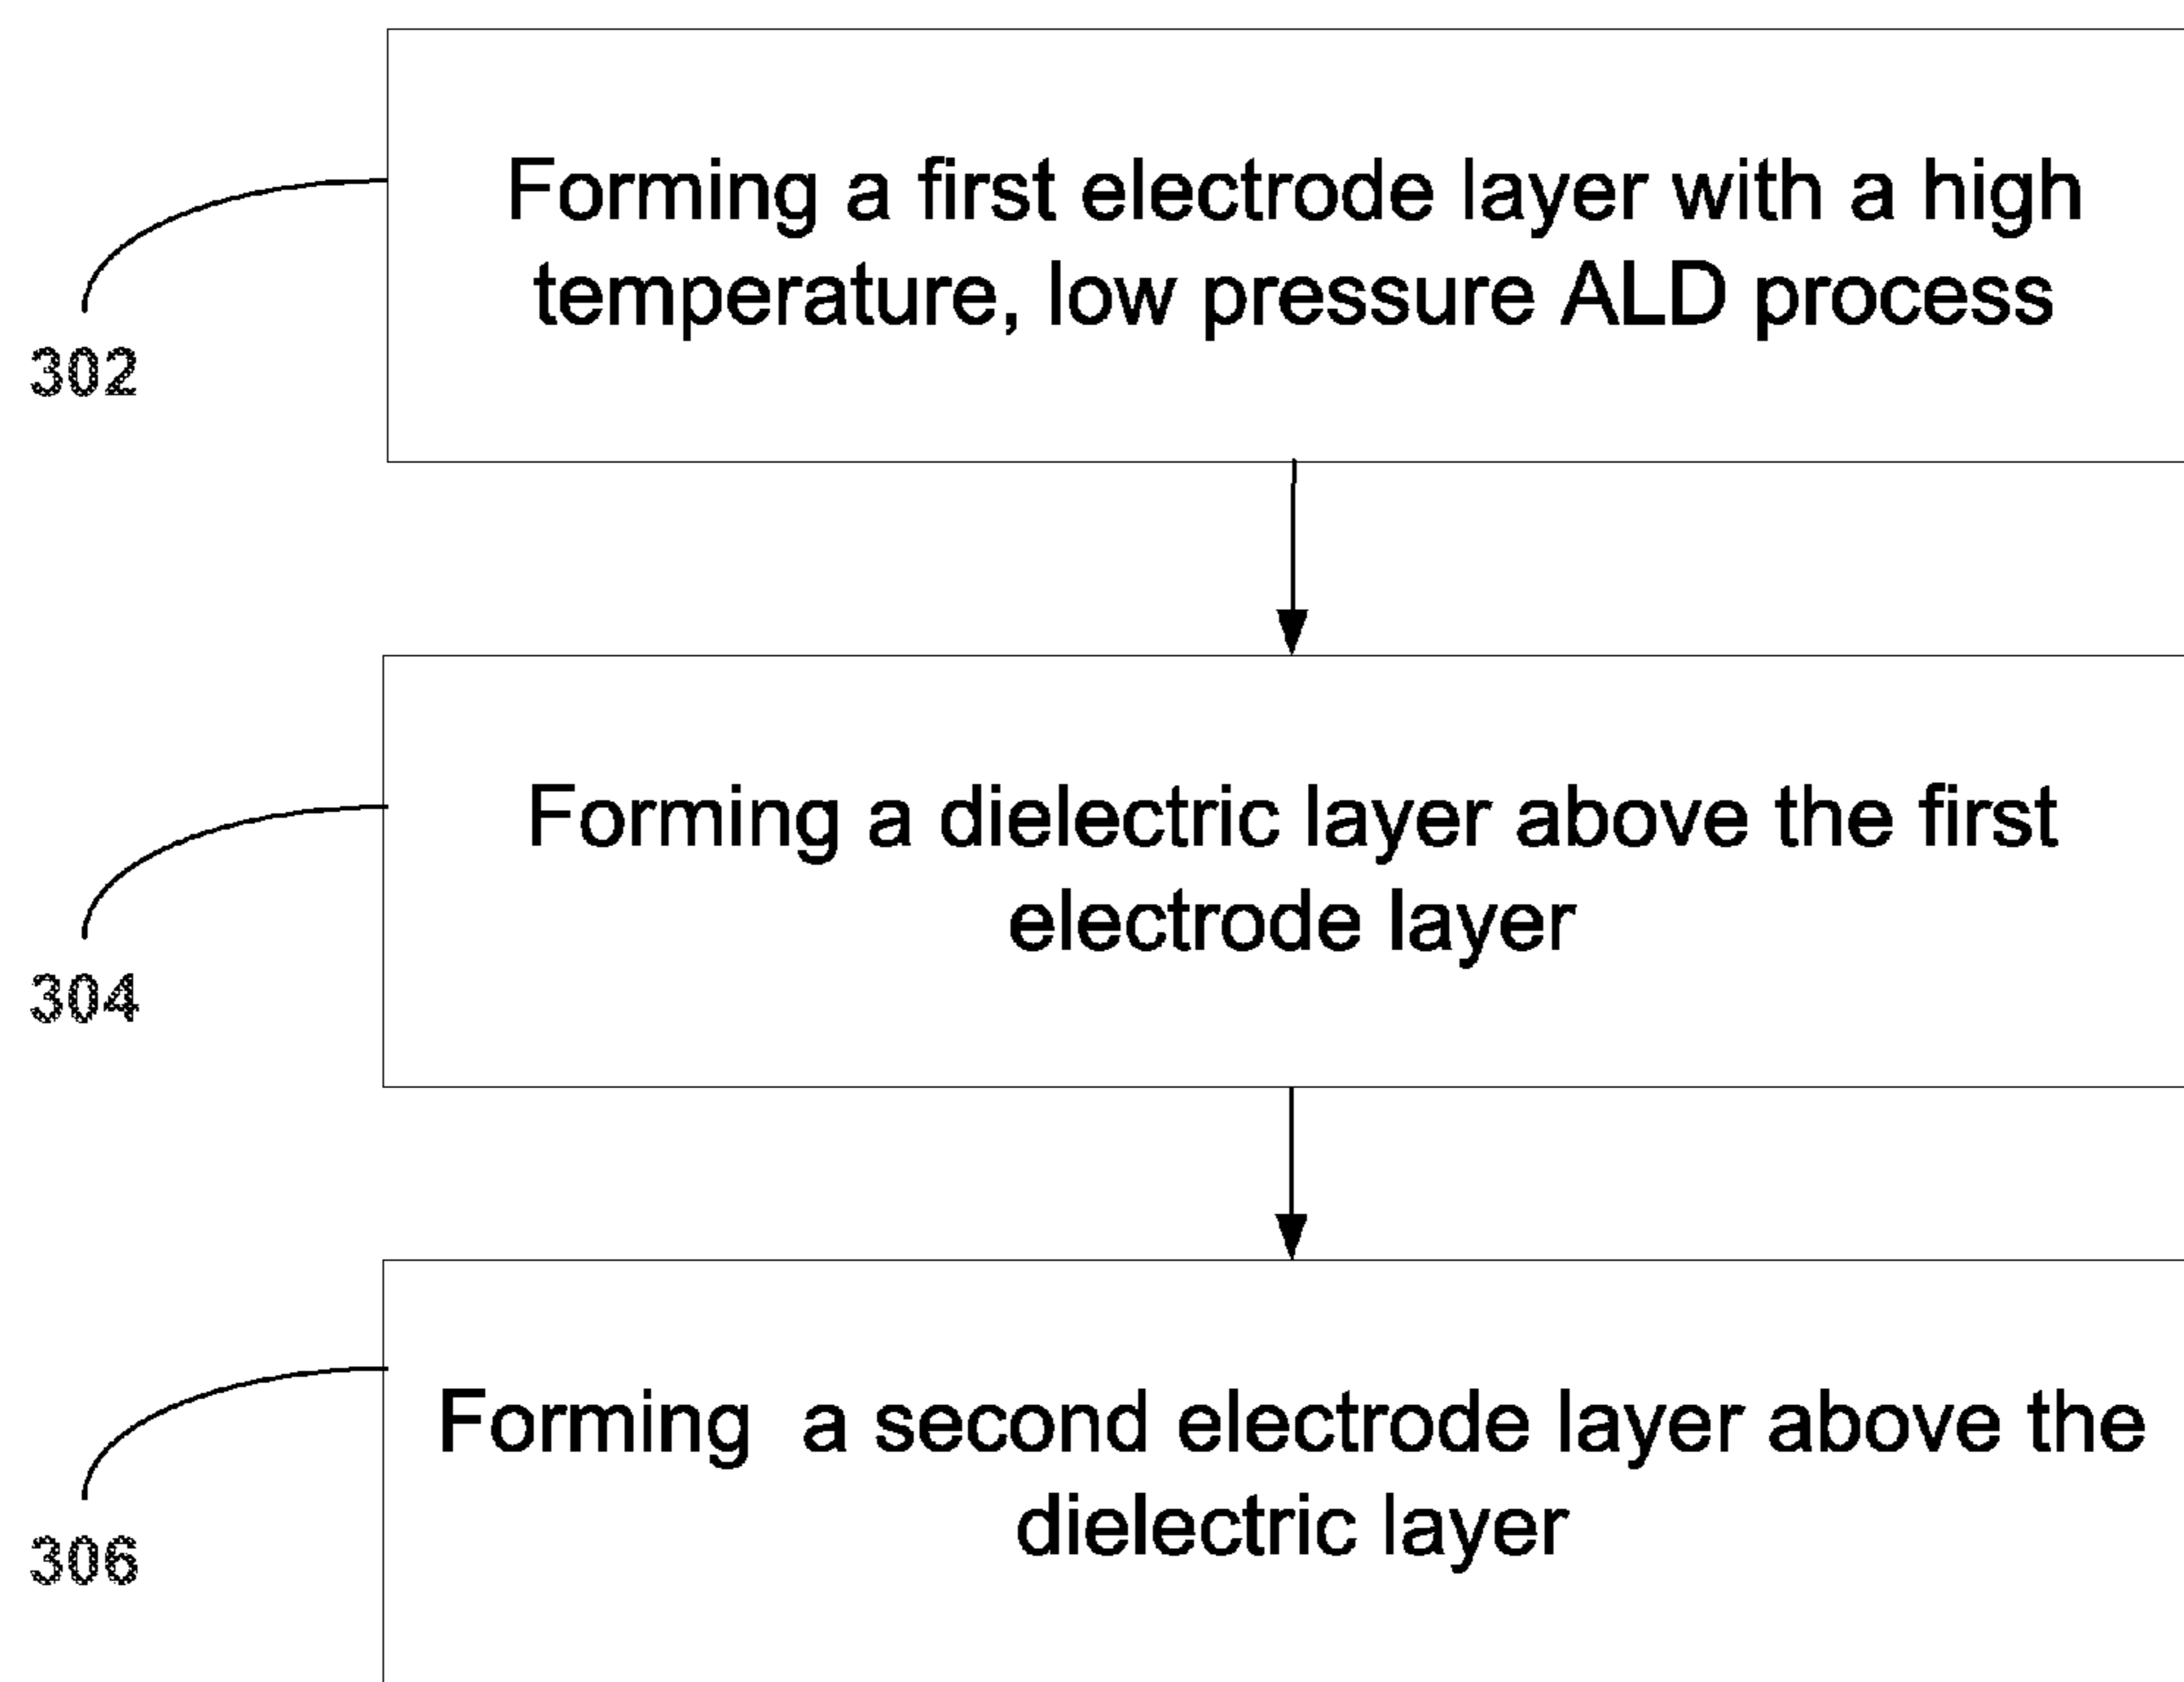 Forming a first electrode layer with a high
temperature, low pressure ALD process
302
Forming a dielectric layer above the first
electrode layer
304
Forming a second electrode layer above the
dielectric layer
306